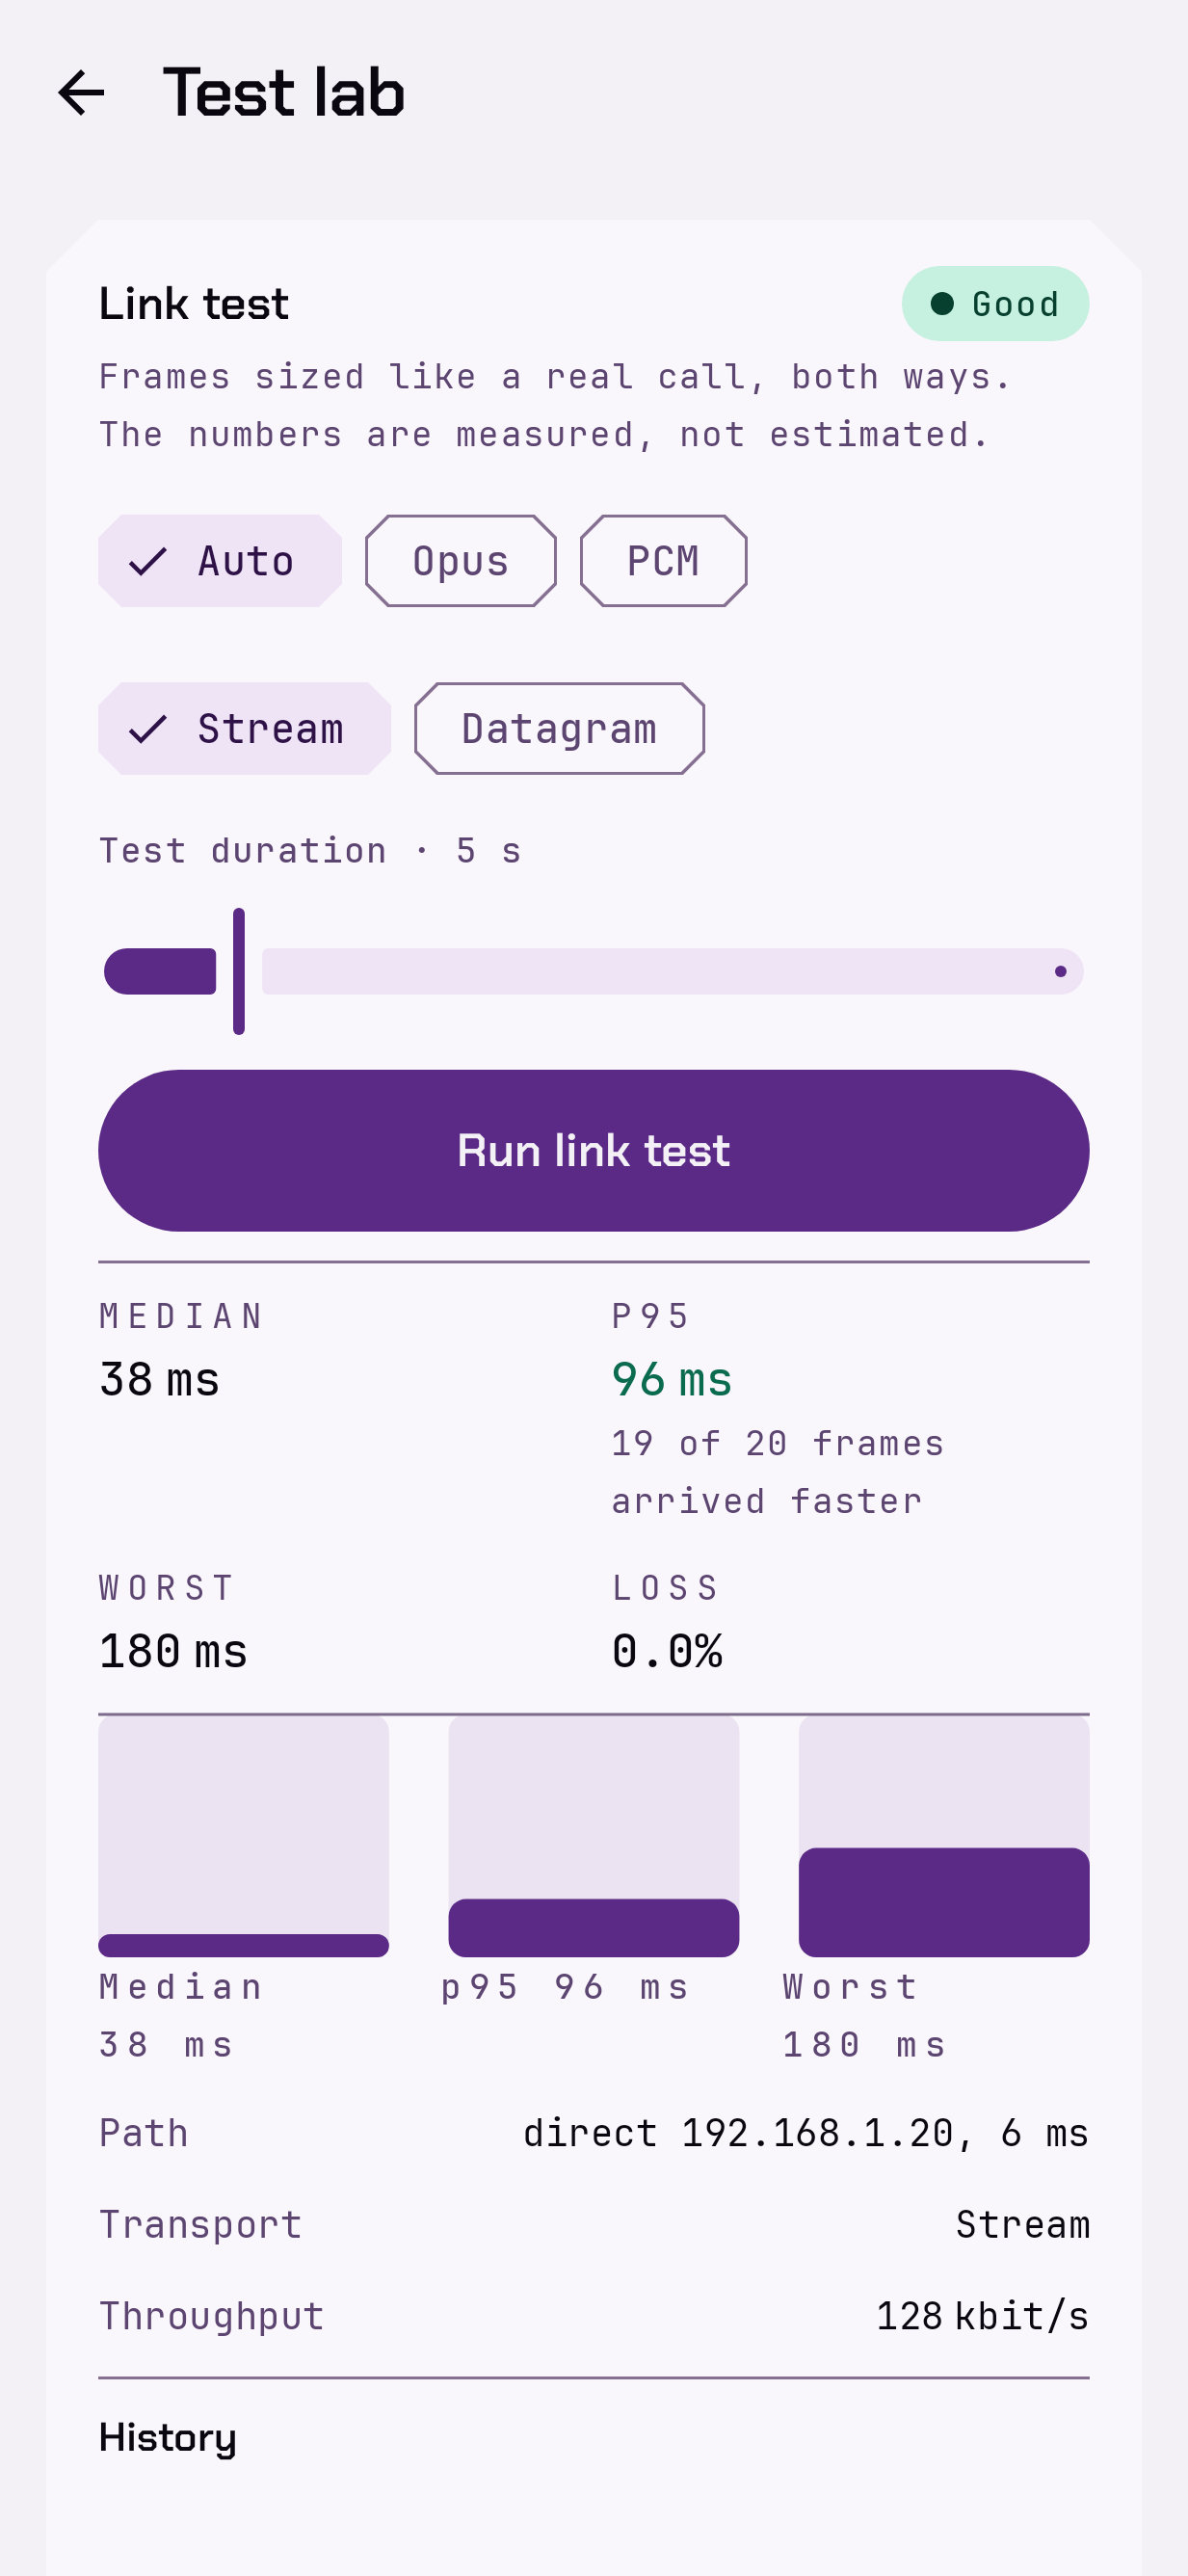 Test lab
Link test
Good
Frames sized like a real call, both ways.
The numbers are measured, not estimated.
Auto
Opus
PCM
Stream
Datagram
Test duration · 5 s
Run link test
MEDIAN
P95
38 ms
96 ms
19 of 20 frames
arrived faster
WORST
LOSS
180 ms
0.0%
Median
38 ms
p95 96 ms
Worst
180 ms
Path
direct 192.168.1.20, 6 ms
Transport
Stream
Throughput
128 kbit/s
History